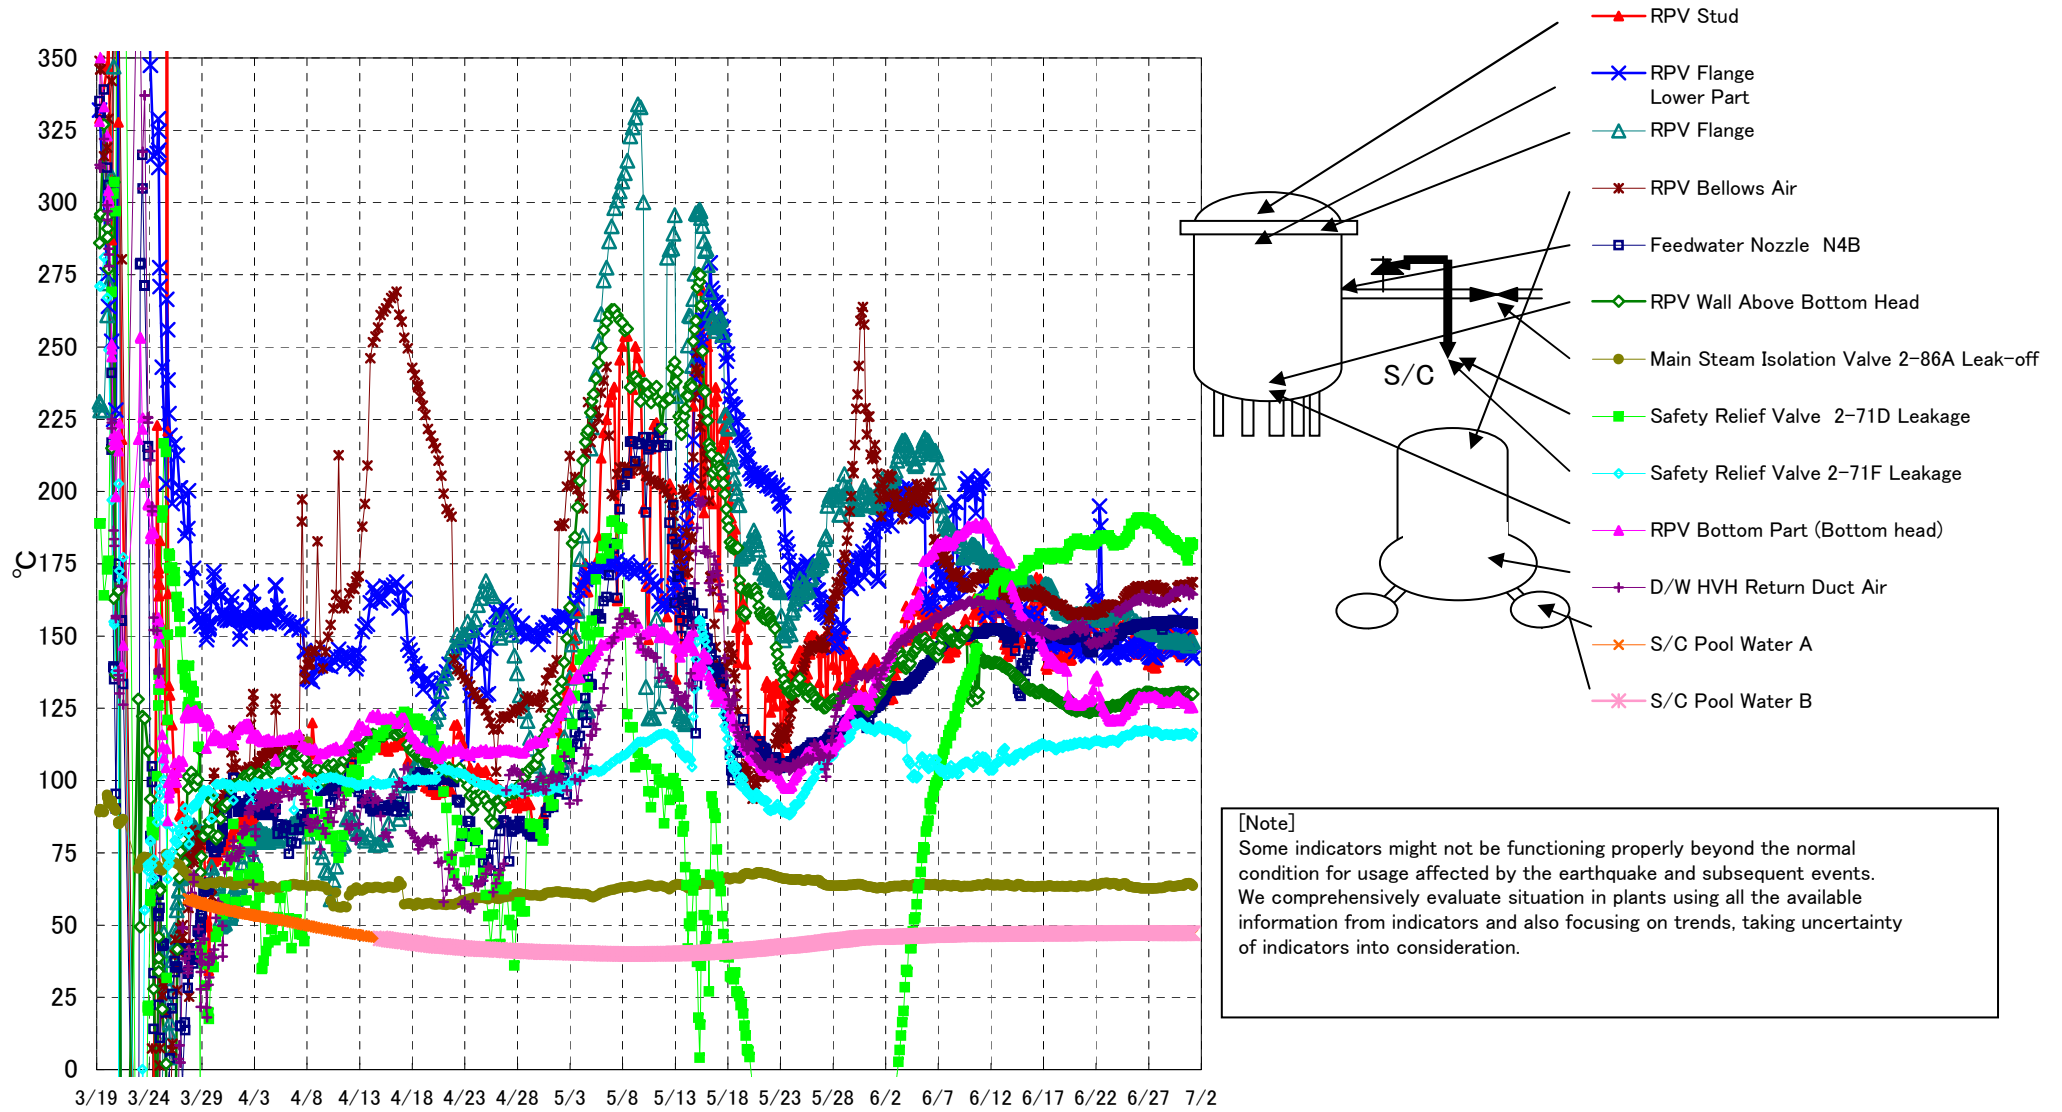 350
325
300
275
250
225
200
175
150
125
100
75
50
25
0
℃
3/19 3/24 3/29 4/3 4/8 4/13 4/18 4/23 4/28 5/3 5/8 5/13 5/18 5/23 5/28 6/2 6/7 6/12 6/17 6/22 6/27 7/2
RPV Stud
RPV Flange
Lower Part
RPV Flange
RPV Bellows Air
Feedwater Nozzle N4B
RPV Wall Above Bottom Head
Main Steam Isolation Valve 2-86A Leak-off
Safety Relief Valve 2-71D Leakage
Safety Relief Valve 2-71F Leakage
RPV Bottom Part (Bottom head)
D/W HVH Return Duct Air
S/C Pool Water A
S/C Pool Water B
S/C
[Note]
Some indicators might not be functioning properly beyond the normal
condition for usage affected by the earthquake and subsequent events.
We comprehensively evaluate situation in plants using all the available
information from indicators and also focusing on trends, taking uncertainty
of indicators into consideration.